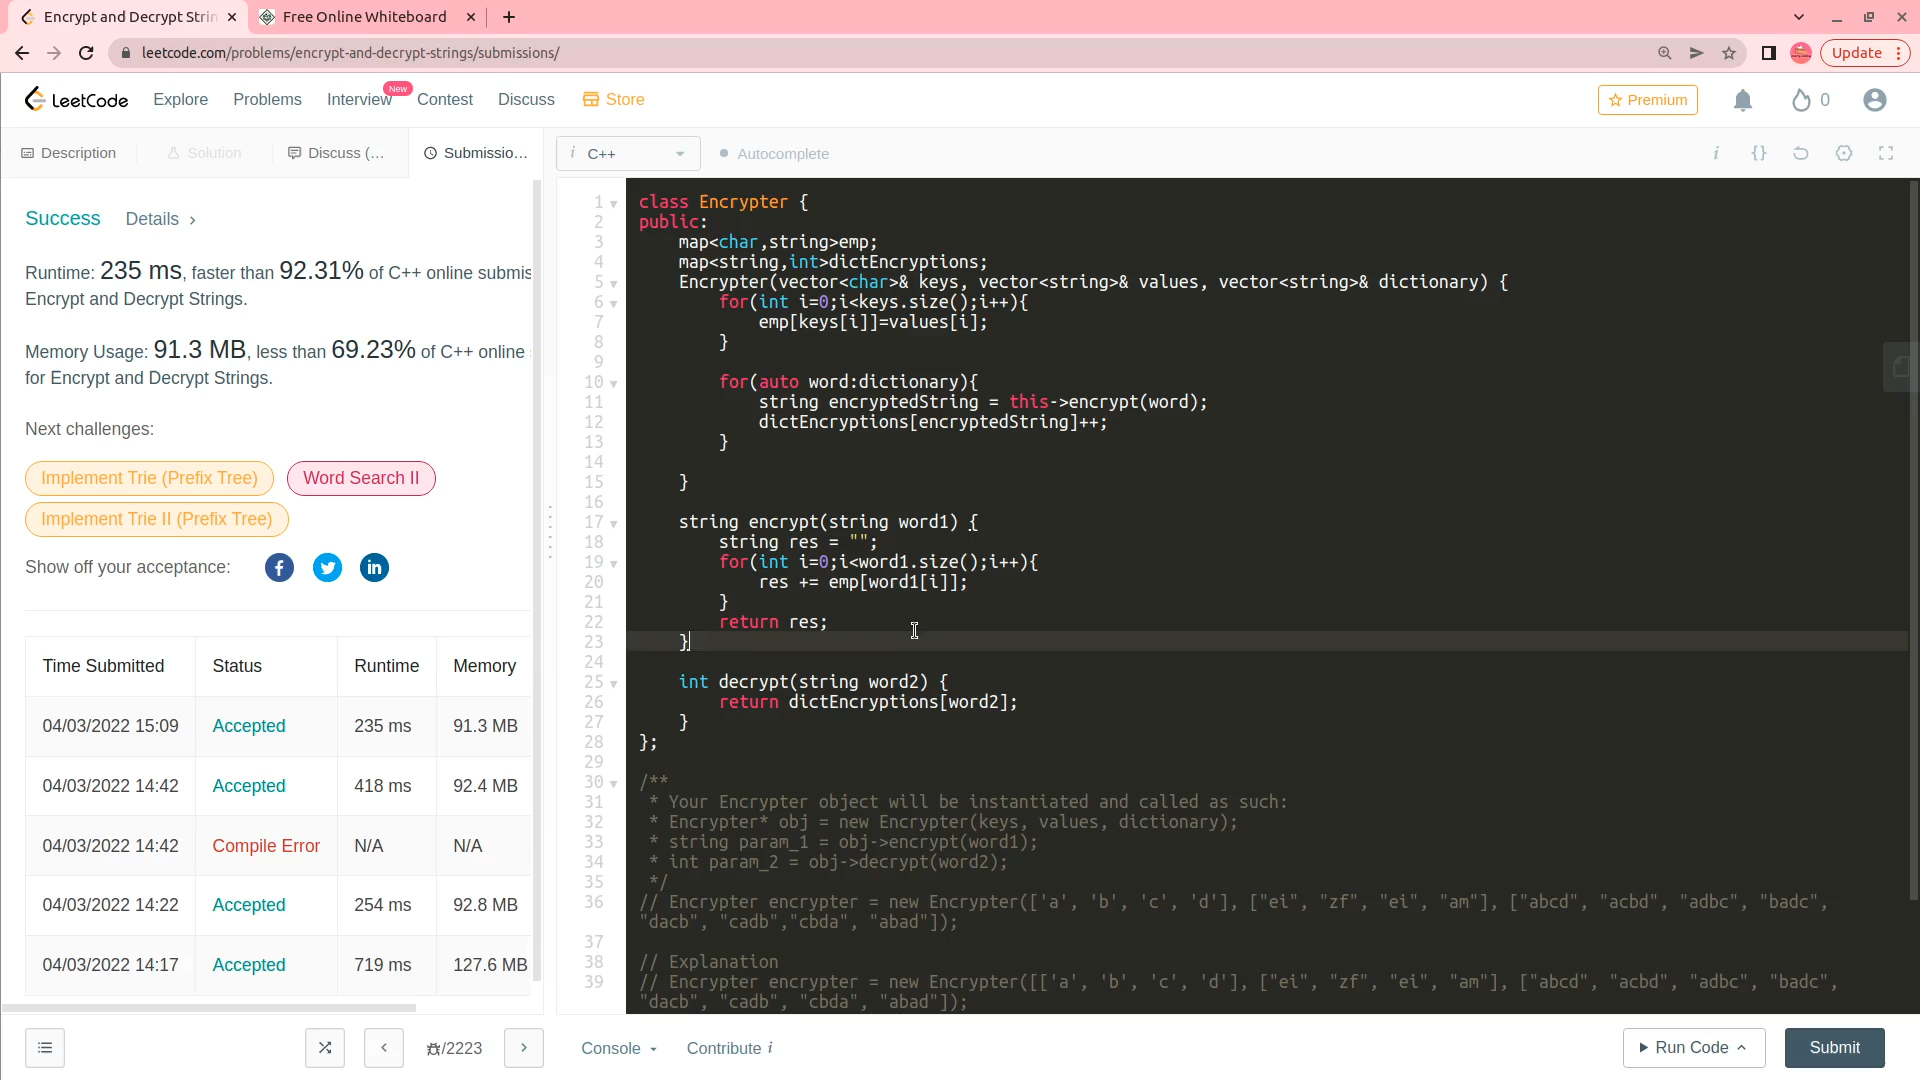 Encrypt and Decrypt Strin
Free Online Whiteboard
leetcode.com/problems/encrypt-and-decrypt-strings/submissions/
Update
LeetCode
Explore
Problems
Interview
New
Contest
Discuss
Store
Premium
0
Description
Solution
Discuss (...
Submissio...
i C++
Autocomplete
Success Details >
Runtime: 235 ms, faster than 92.31% of C++ online submis
Encrypt and Decrypt Strings.
Memory Usage: 91.3 MB, less than 69.23% of C++ online
for Encrypt and Decrypt Strings.
Next challenges:
Implement Trie (Prefix Tree)
Word Search II
Implement Trie II (Prefix Tree)
Show off your acceptance:
Time Submitted Status Runtime Memory
04/03/2022 15:09 Accepted 235 ms 91.3 MB
04/03/2022 14:42 Accepted 418 ms 92.4 MB
04/03/2022 14:42 Compile Error N/A N/A
04/03/2022 14:22 Accepted 254 ms 92.8 MB
04/03/2022 14:17 Accepted 719 ms 127.6 MB
1 class Encrypter {
2 public:
3 map<char,string>emp;
4 map<string,int>dictEncryptions;
5 Encrypter(vector<char>& keys, vector<string>& values, vector<string>& dictionary) {
6 for(int i=0;i<keys.size();i++){
7 emp[keys[i]]=values[i];
8 }
9
10 for(auto word:dictionary){
11 string encryptedString = this->encrypt(word);
12 dictEncryptions[encryptedString]++;
13 }
14
15 }
16
17 string encrypt(string word1) {
18 string res = "";
19 for(int i=0;i<word1.size();i++){
20 res += emp[word1[i]];
21 }
22 return res;
23 }
24
25 int decrypt(string word2) {
26 return dictEncryptions[word2];
27 }
28 };
29
30 /**
31 * Your Encrypter object will be instantiated and called as such:
32 * Encrypter* obj = new Encrypter(keys, values, dictionary);
33 * string param_1 = obj->encrypt(word1);
34 * int param_2 = obj->decrypt(word2);
35 */
36 // Encrypter encrypter = new Encrypter(['a', 'b', 'c', 'd'], ["ei", "zf", "ei", "am"], ["abcd", "acbd", "adbc", "badc",
"dacb", "cadb","cbda", "abad"]);
37
38 // Explanation
39 // Encrypter encrypter = new Encrypter([['a', 'b', 'c', 'd'], ["ei", "zf", "ei", "am"], ["abcd", "acbd", "adbc", "badc",
"dacb", "cadb", "cbda", "abad"]);
/2223
Console
Contribute i
Run Code
Submit